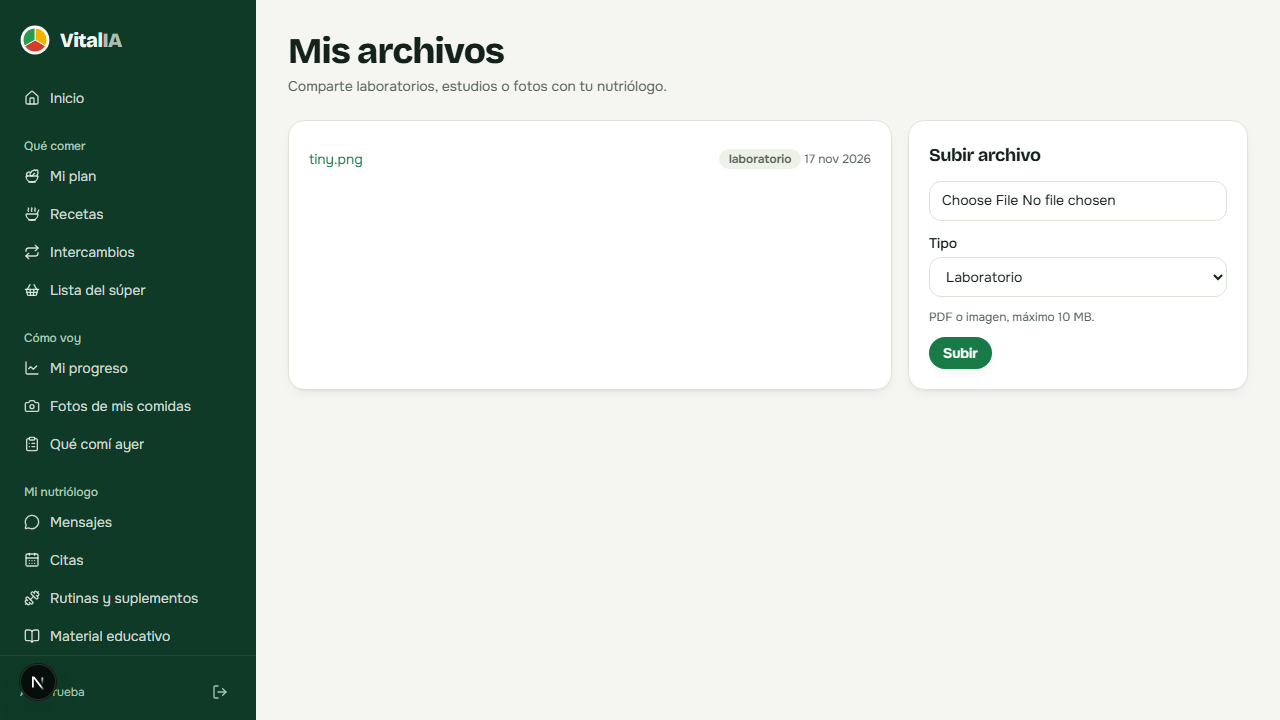 VitalIA
Inicio
Qué comer
Mi plan
Recetas
Intercambios
Lista del súper
Cómo voy
Mi progreso
Fotos de mis comidas
Qué comí ayer
Mi nutriólogo
Mensajes
Citas
Rutinas y suplementos
Material educativo
Mis archivos
Comparte laboratorios, estudios o fotos con tu nutriólogo.
tiny.png laboratorio 17 nov 2026
Subir archivo
Choose File No file chosen
Tipo
Laboratorio
PDF o imagen, máximo 10 MB.
Subir